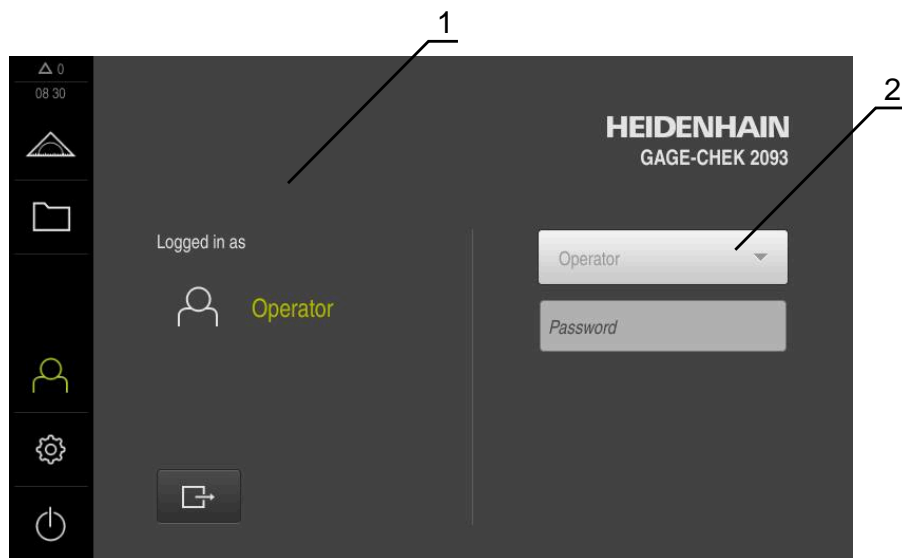 1
2
0
08 30
HEIDENHAIN
GAGE-CHEK 2093
Logged in as
Operator
Operator
Password